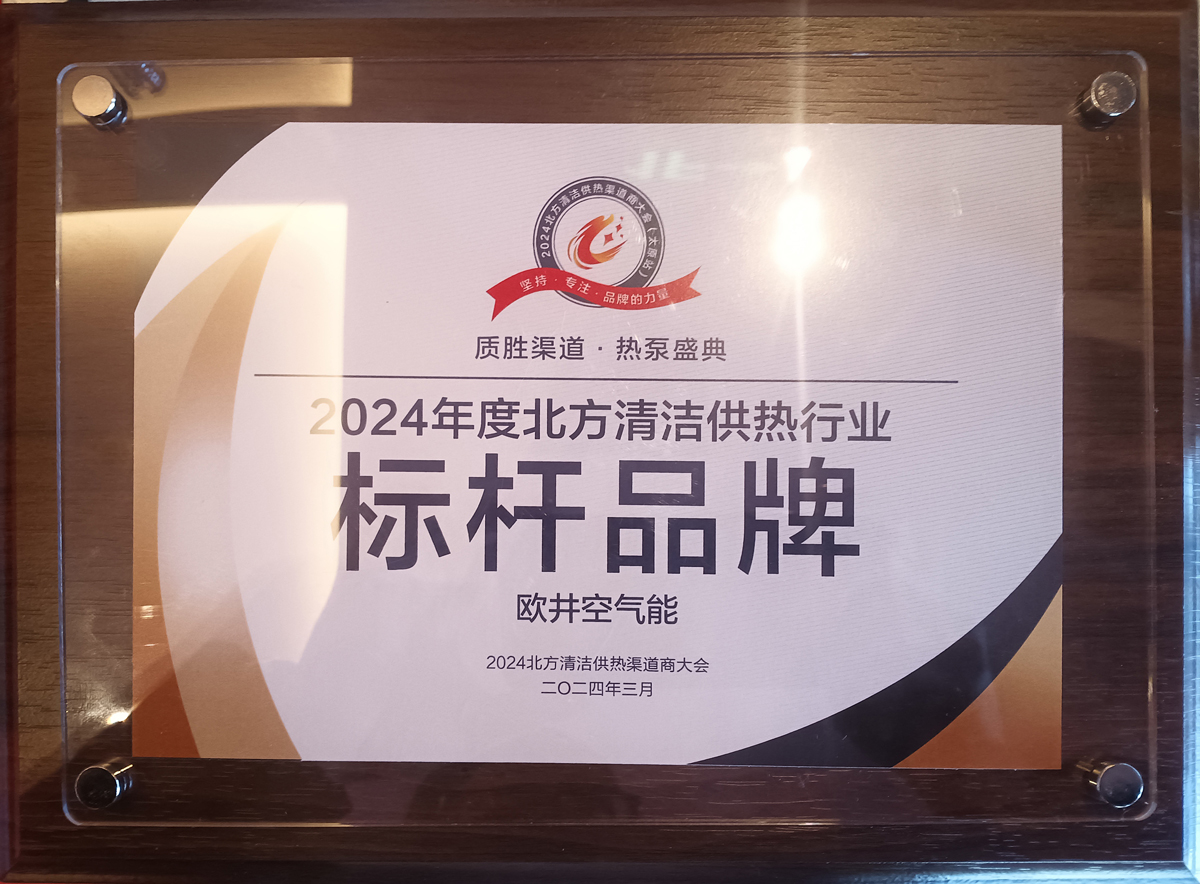 2024北方清洁供热渠道商大会(太原站)
坚持·专注·品牌的力量
质胜渠道·热泵盛典
2024年度北方清洁供热行业
标杆品牌
欧井空气能
2024北方清洁供热渠道商大会
二〇二四年三月